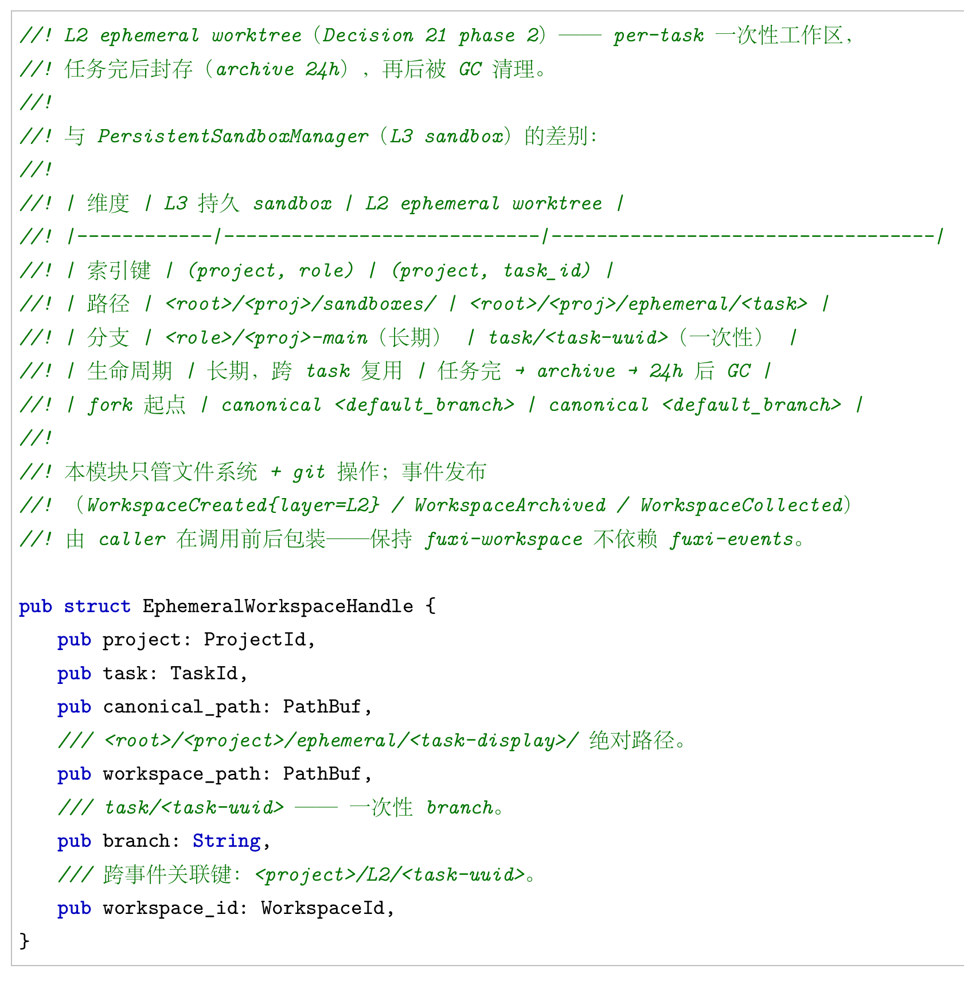 //! L2 ephemeral worktree（Decision 21 phase 2）—— per-task 一次性工作区，
//! 任务完后封存（archive 24h），再后被 GC 清理。
//!
//! 与 PersistentSandboxManager（L3 sandbox）的差别：
//!
//! | 维度 | L3 持久 sandbox | L2 ephemeral worktree |
//! |------------|----------------------------|----------------------------------|
//! | 索引键 | (project, role) | (project, task_id) |
//! | 路径 | <root>/<proj>/sandboxes/ | <root>/<proj>/ephemeral/<task> |
//! | 分支 | <role>/<proj>-main（长期） | task/<task-uuid>（一次性） |
//! | 生命周期 | 长期，跨 task 复用 | 任务完 → archive → 24h 后 GC |
//! | fork 起点 | canonical <default_branch> | canonical <default_branch> |
//!
//! 本模块只管文件系统 + git 操作；事件发布
//! （WorkspaceCreated{layer=L2} / WorkspaceArchived / WorkspaceCollected）
//! 由 caller 在调用前后包装——保持 fuxi-workspace 不依赖 fuxi-events。

pub struct EphemeralWorkspaceHandle {
    pub project: ProjectId,
    pub task: TaskId,
    pub canonical_path: PathBuf,
    /// <root>/<project>/ephemeral/<task-display>/ 绝对路径。
    pub workspace_path: PathBuf,
    /// task/<task-uuid> —— 一次性 branch。
    pub branch: String,
    /// 跨事件关联键：<project>/L2/<task-uuid>。
    pub workspace_id: WorkspaceId,
}